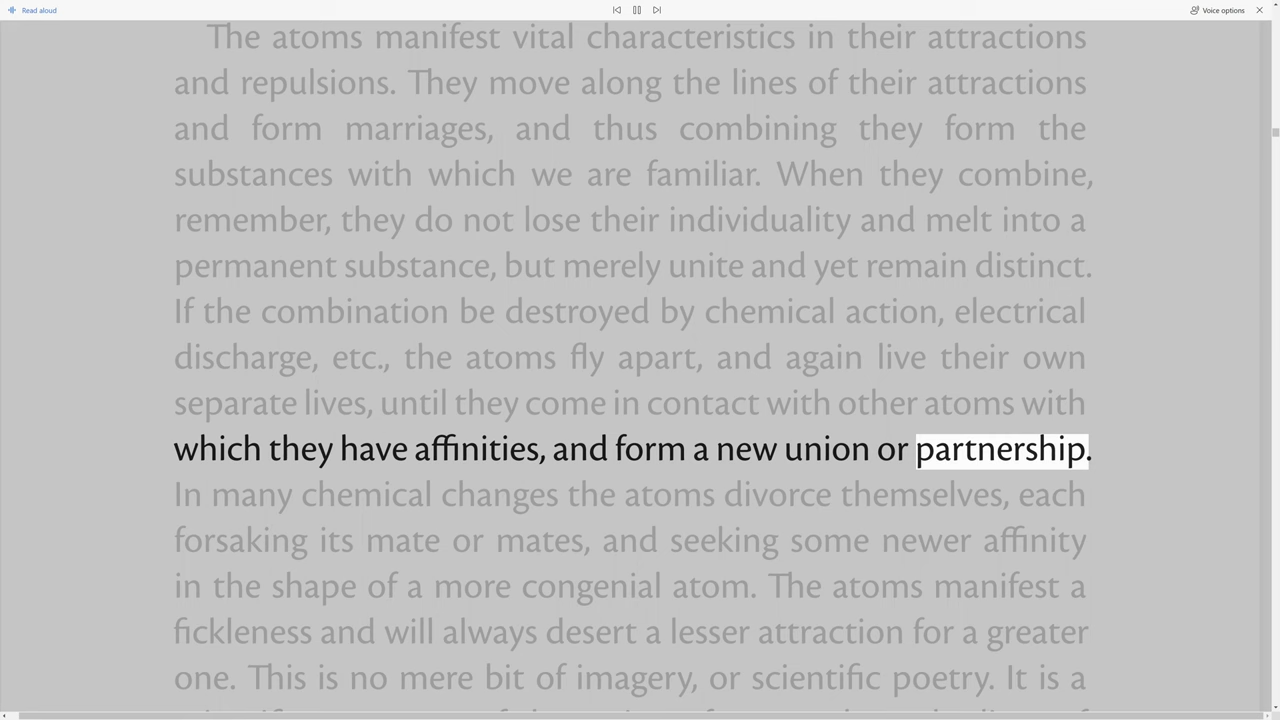 Read aloud
Voice options
The atoms manifest vital characteristics in their attractions
and repulsions. They move along the lines of their attractions
and form marriages, and thus combining they form the
substances with which we are familiar. When they combine,
remember, they do not lose their individuality and melt into a
permanent substance, but merely unite and yet remain distinct.
If the combination be destroyed by chemical action, electrical
discharge, etc., the atoms fly apart, and again live their own
separate lives, until they come in contact with other atoms with
which they have affinities, and form a new union or partnership.
In many chemical changes the atoms divorce themselves, each
forsaking its mate or mates, and seeking some newer affinity
in the shape of a more congenial atom. The atoms manifest a
fickleness and will always desert a lesser attraction for a greater
one. This is no mere bit of imagery, or scientific poetry. It is a